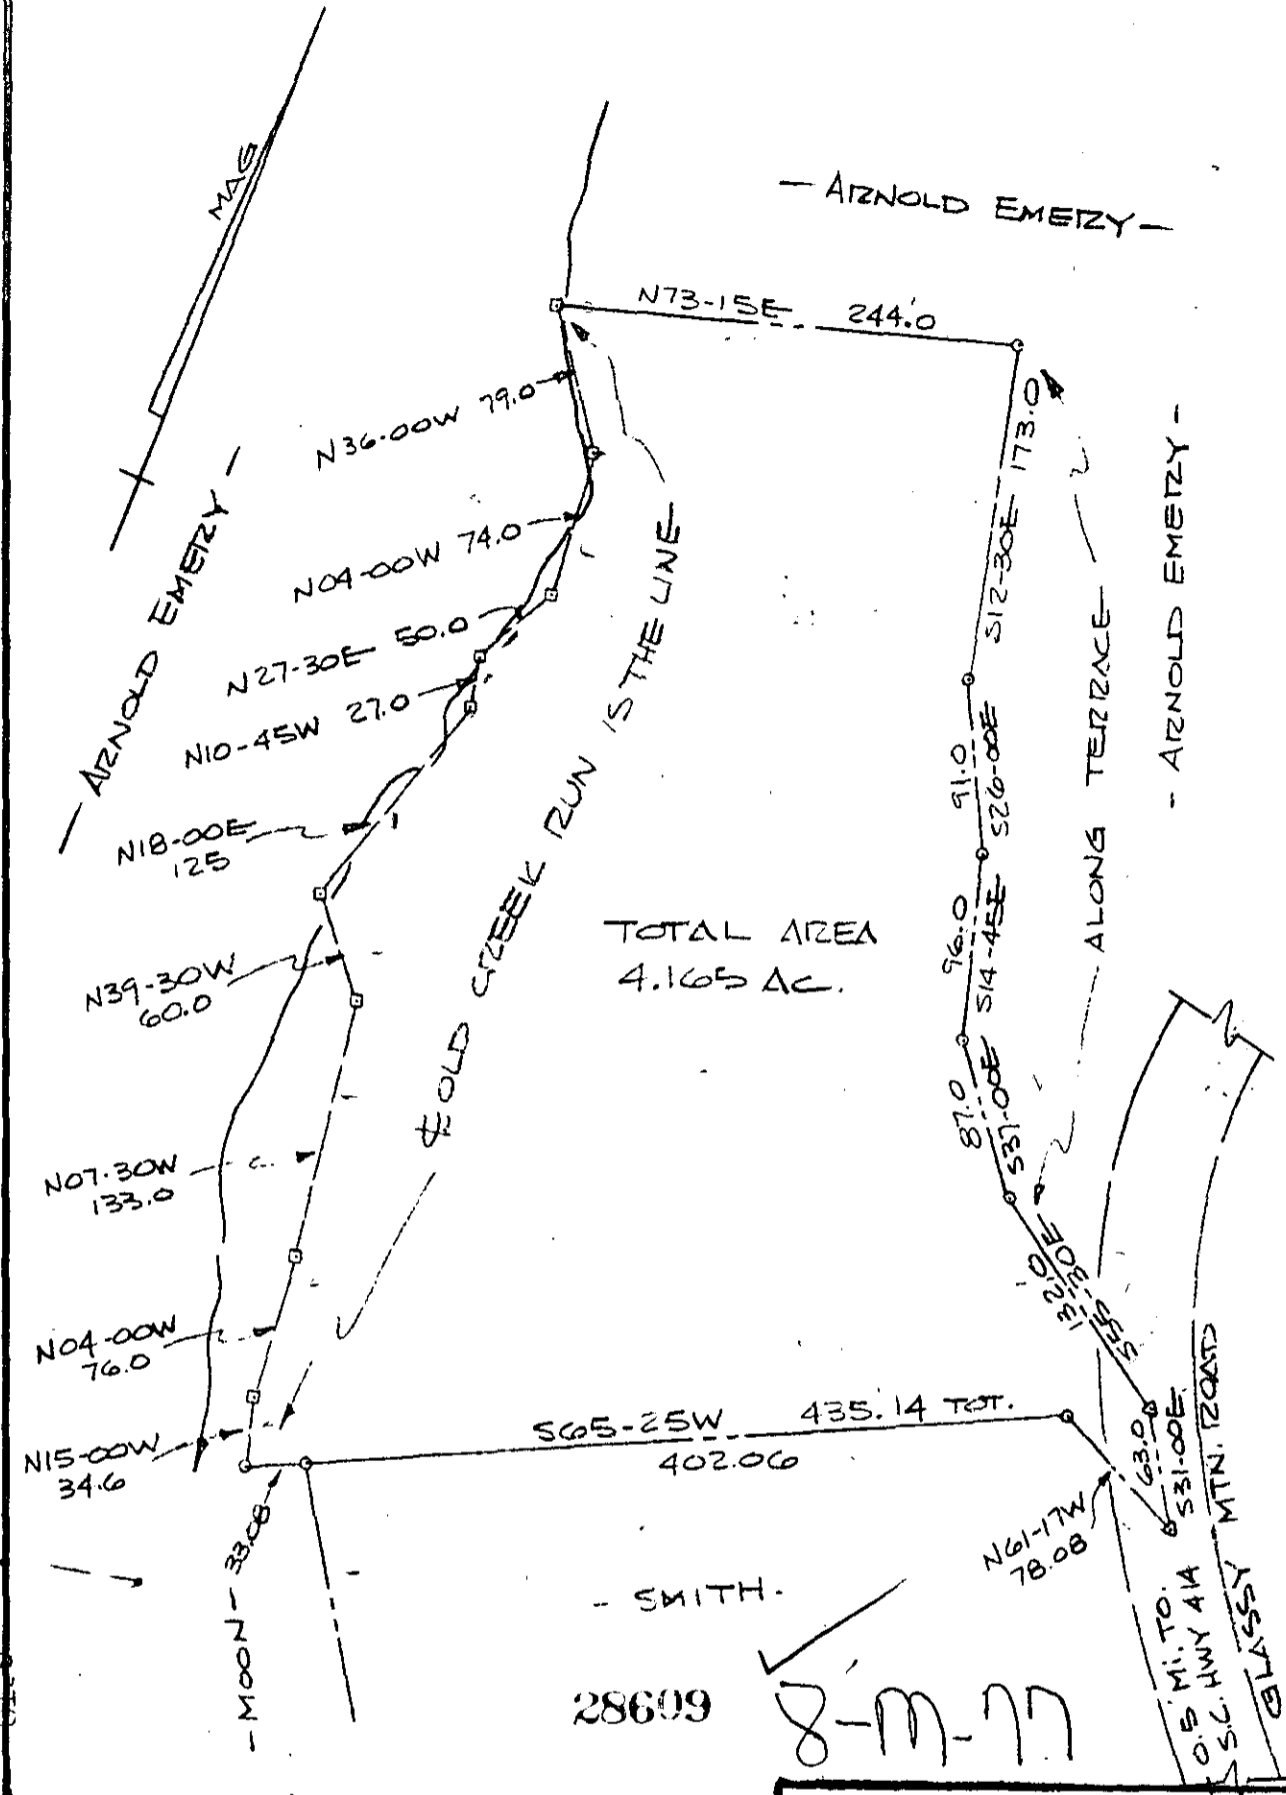 MAG
- ARNOLD EMERY -
N73-15E 244.0
N36-00W 79.0
173.0
S12-30E
- ARNOLD EMERY -
N04-00W 74.0
- ARNOLD EMERY -
N27-30E 50.0
N10-45W 27.0
91.0
S26-00E
N18-00E
125
℄ OLD CREEK RUN IS THE LINE
ALONG TERRACE
TOTAL AREA
4.165 AC.
96.0
S14-45E
N39-30W
60.0
87.0
S37-00E
N07-30W
133.0
132.0
S55-30E
N04-00W
76.0
S65-25W 435.14 TOT.
402.06
63.0
S31-00E
N15-00W
34.6
N61-17W
78.08
- MOON -
33.08
- SMITH -
0.5 MI. TO
S.C. HWY 414
GLASSY MTN. ROAD
28609
8-M-77